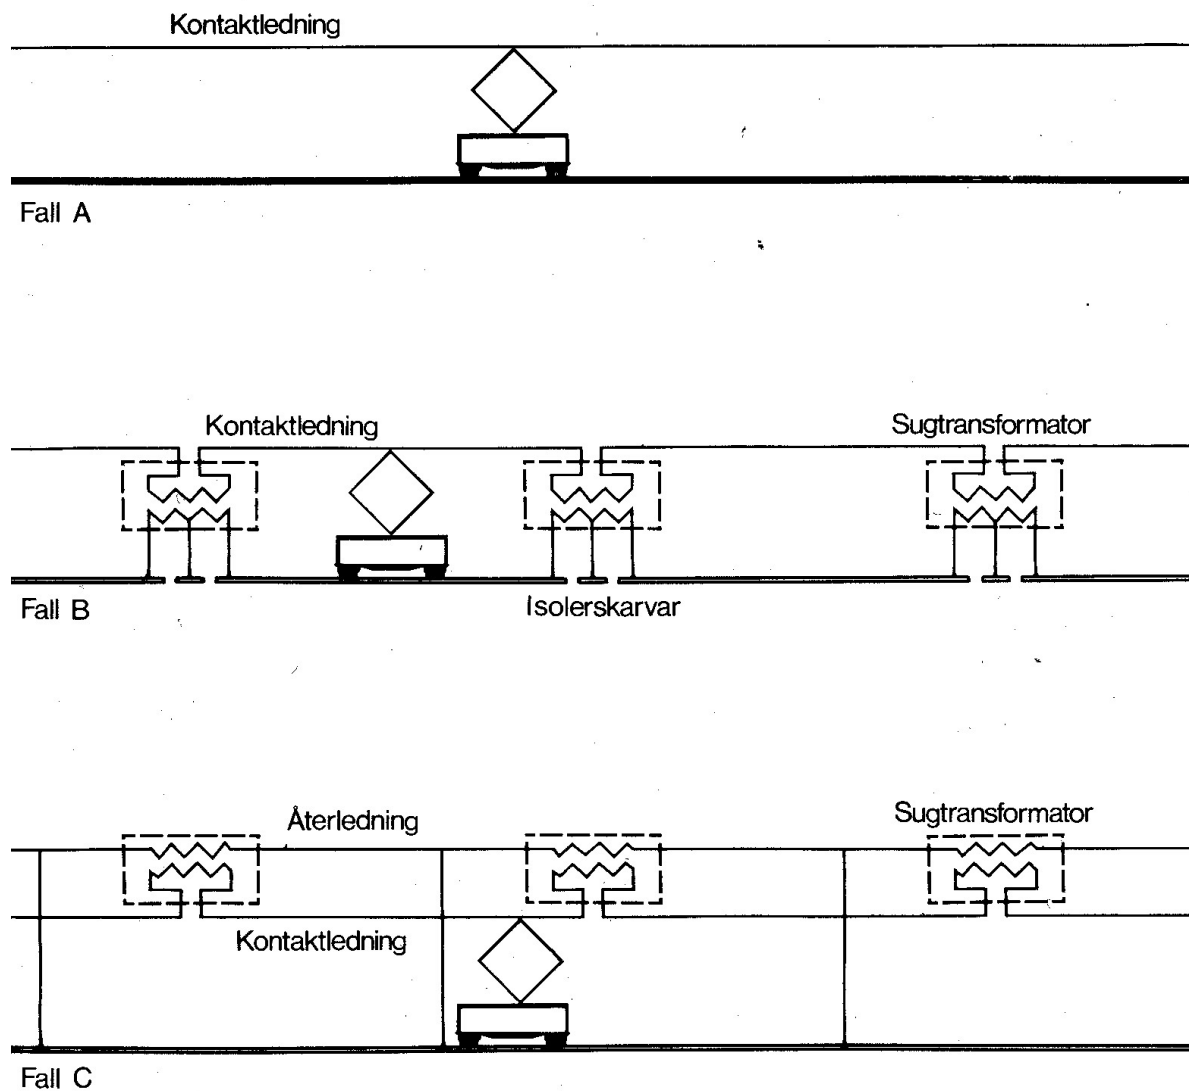 Kontaktledning
Fall A
Kontaktledning
Sugtransformator
Fall B
Isolerskarvar
Återledning
Sugtransformator
Kontaktledning
Fall C